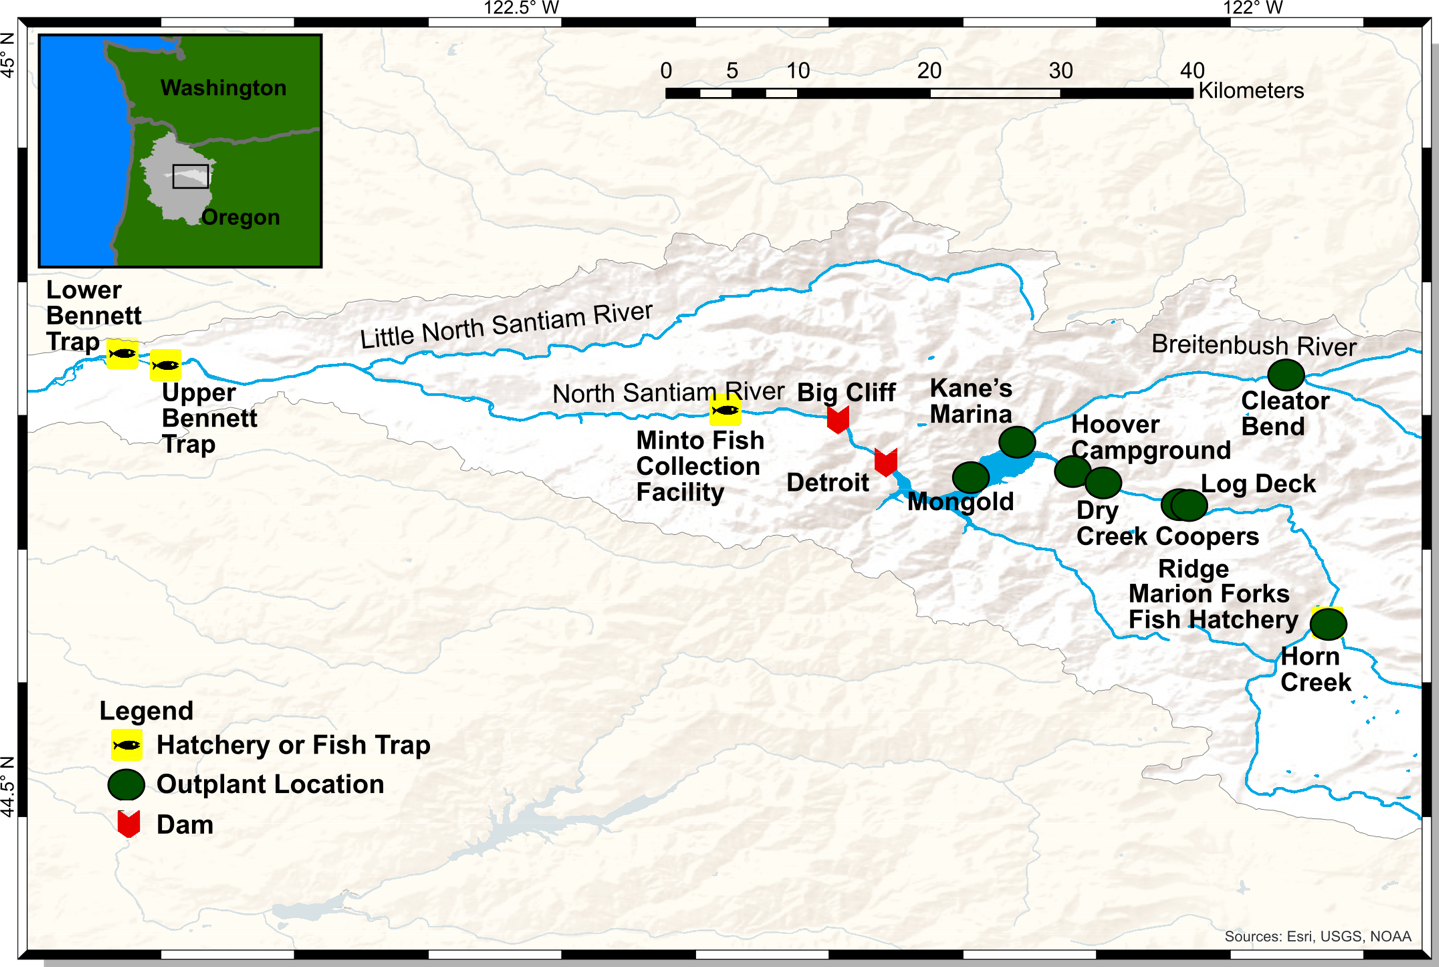 122.5° W
122° W
45° N
44.5° N
Washington
Oregon
0 5 10 20 30 40
Kilometers
Lower
Bennett
Trap
Upper
Bennett
Trap
Little North Santiam River
North Santiam River
Minto Fish
Collection
Facility
Big Cliff
Detroit
Kane's
Marina
Mongold
Breitenbush River
Cleator
Bend
Hoover
Campground
Log Deck
Dry
Creek Coopers
Ridge
Marion Forks
Fish Hatchery
Horn
Creek
Legend
Hatchery or Fish Trap
Outplant Location
Dam
Sources: Esri, USGS, NOAA